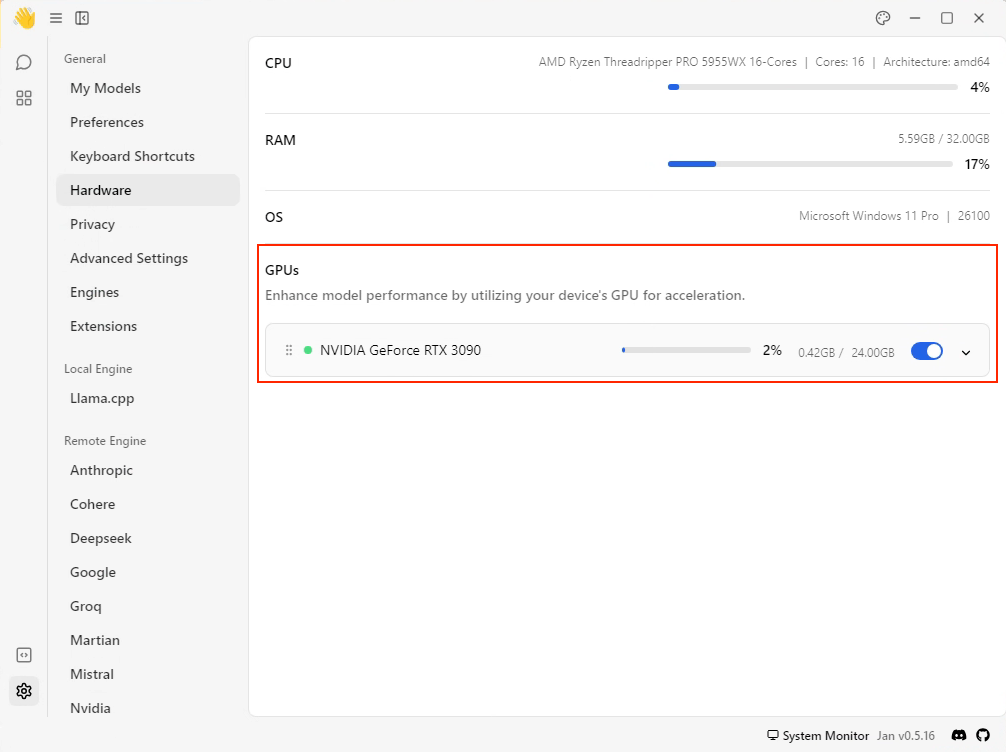 General
My Models
Preferences
Keyboard Shortcuts
Hardware
Privacy
Advanced Settings
Engines
Extensions
Local Engine
Llama.cpp
Remote Engine
Anthropic
Cohere
Deepseek
Google
Groq
Martian
Mistral
Nvidia
CPU
AMD Ryzen Threadripper PRO 5955WX 16-Cores | Cores: 16 | Architecture: amd64
4%
RAM
5.59GB / 32.00GB
17%
OS
Microsoft Windows 11 Pro | 26100
GPUs
Enhance model performance by utilizing your device's GPU for acceleration.
NVIDIA GeForce RTX 3090 2% 0.42GB / 24.00GB
System Monitor Jan v0.5.16